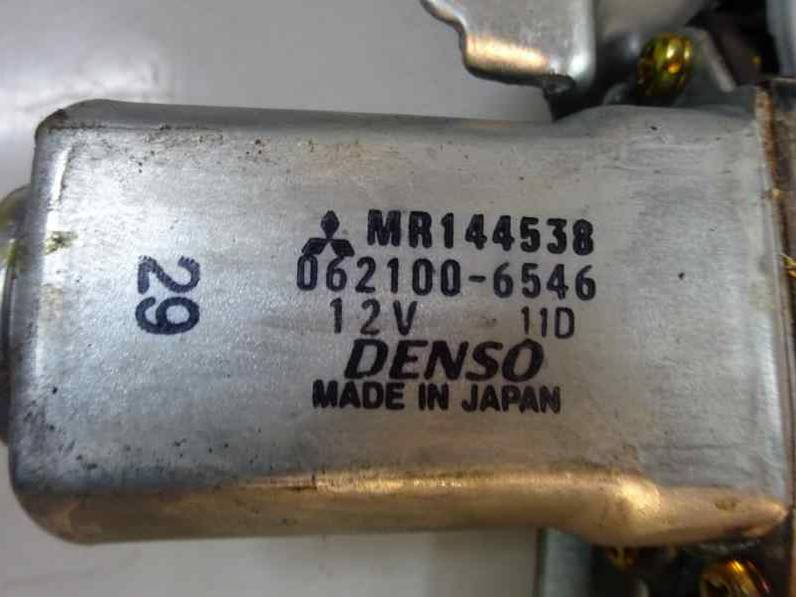 MR144538
062100-6546
12V 11D
DENSO
MADE IN JAPAN
29